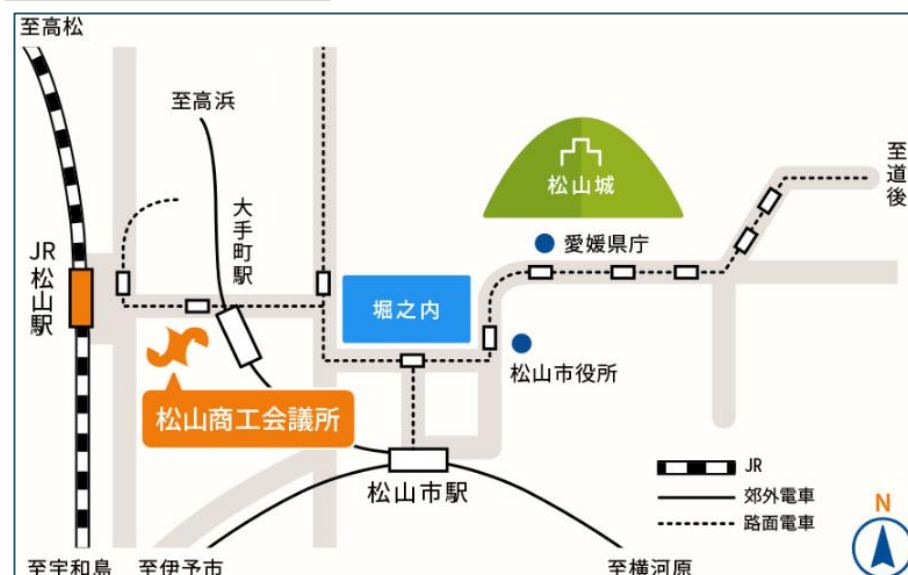 至高松
至高浜
大手町駅
JR松山駅
松山城
愛媛県庁
至道後
堀之内
松山市役所
松山商工会議所
松山市駅
JR
郊外電車
路面電車
N
至宇和島
至伊予市
至横河原